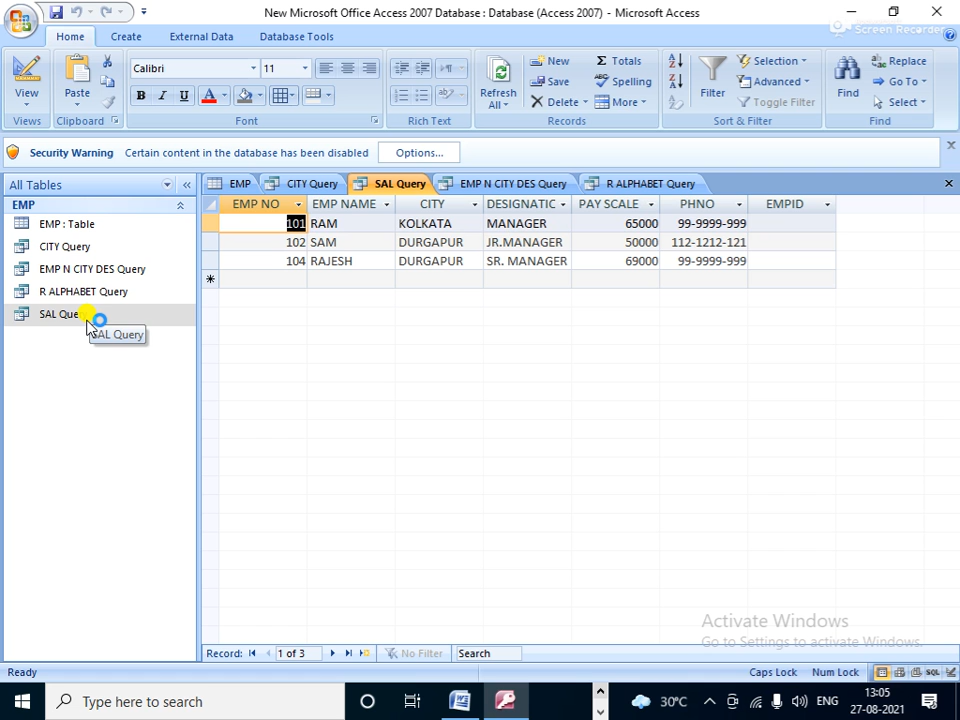 New Microsoft Office Access 2007 Database : Database (Access 2007) - Microsoft Access
Screen Recorder
Home Create External Data Database Tools
View
Views
Paste
Clipboard
Calibri 11
B I U A
Font
Rich Text
Refresh All
New
Save
Delete
Totals
Spelling
More
Records
Filter
Selection
Advanced
Toggle Filter
Sort & Filter
Find
Replace
Go To
Select
Find
Security Warning Certain content in the database has been disabled Options...
All Tables
EMP
EMP : Table
CITY Query
EMP N CITY DES Query
R ALPHABET Query
SAL Query
SAL Query
EMP CITY Query SAL Query EMP N CITY DES Query R ALPHABET Query
EMP NO EMP NAME CITY DESIGNATIC PAY SCALE PHNO EMPID
101 RAM KOLKATA MANAGER 65000 99-9999-999
102 SAM DURGAPUR JR.MANAGER 50000 112-1212-121
104 RAJESH DURGAPUR SR. MANAGER 69000 99-9999-999
Activate Windows
Go to Settings to activate Windows.
Record: 1 of 3 No Filter Search
Ready Caps Lock Num Lock SQL
Type here to search
30°C ENG
13:05
27-08-2021